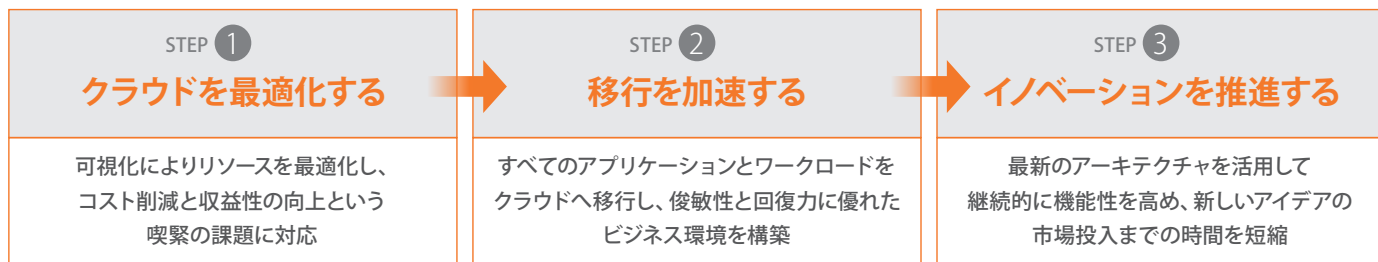 STEP 1
クラウドを最適化する
可視化によりリソースを最適化し、
コスト削減と収益性の向上という
喫緊の課題に対応
STEP 2
移行を加速する
すべてのアプリケーションとワークロードを
クラウドへ移行し、俊敏性と回復力に優れた
ビジネス環境を構築
STEP 3
イノベーションを推進する
最新のアーキテクチャを活用して
継続的に機能性を高め、新しいアイデアの
市場投入までの時間を短縮